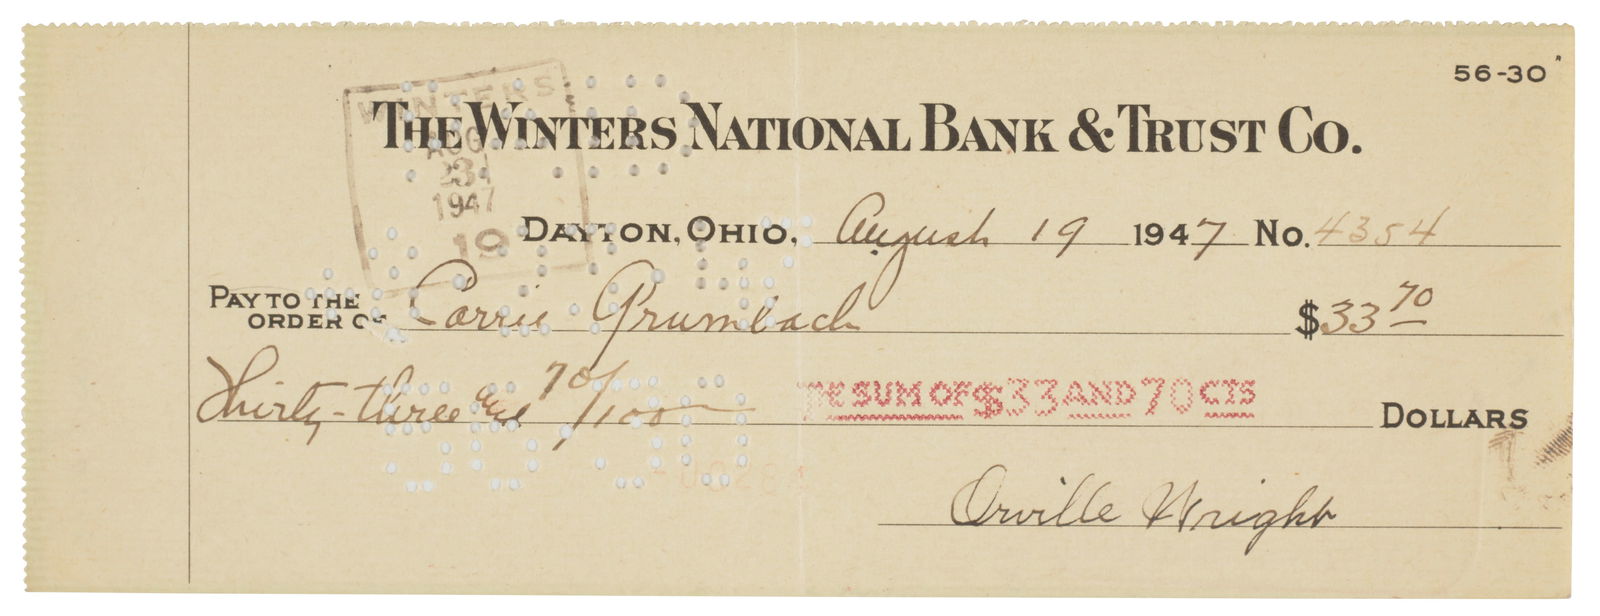 56-30
THE WINTERS NATIONAL BANK & TRUST CO.
WINTERS
AUG
23
1947
19
DAYTON, OHIO, August 19 1947 No. 4354
PAY TO THE
ORDER OF Carrie Grumbach $33 70
Thirty-three and 70/100 THE SUM OF $33 AND 70 CTS DOLLARS
Orville Wright